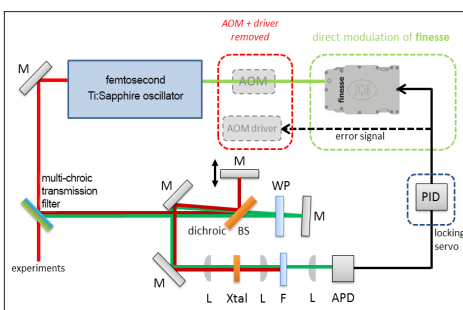 AOM + driver
removed
direct modulation of finesse
M
femtosecond
Ti:Sapphire oscillator
AOM
finesse
AOM driver
error signal
M
M
WP
PID
multi-chroic
transmission
filter
M
dichroic BS
locking
servo
experiments
M
L Xtal L F L APD